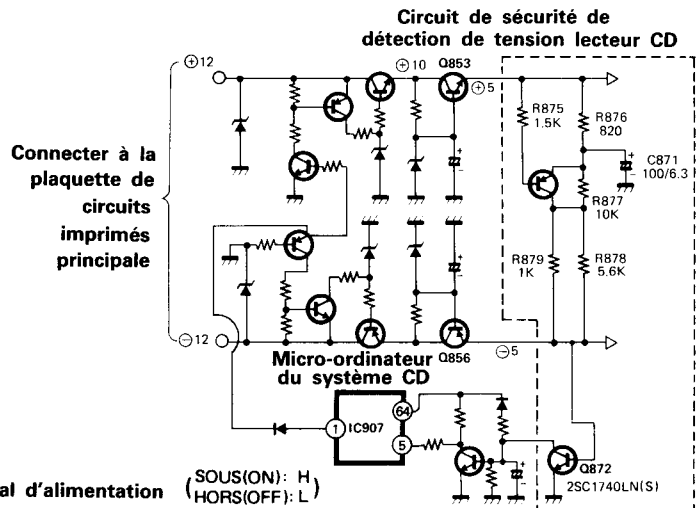 Circuit de sécurité de
détection de tension lecteur CD
⊕12
⊕10
Q853
⊕5
R875
1.5K
R876
820
C871
100/6.3
R877
10K
R879
1K
R878
5.6K
Connecter à la
plaquette de
circuits
imprimés
principale
⊖12
Q856
⊖5
Micro-ordinateur
du système CD
1
IC907
64
5
Q872
2SC1740LN(S)
al d'alimentation
(SOUS(ON): H
HORS(OFF): L)